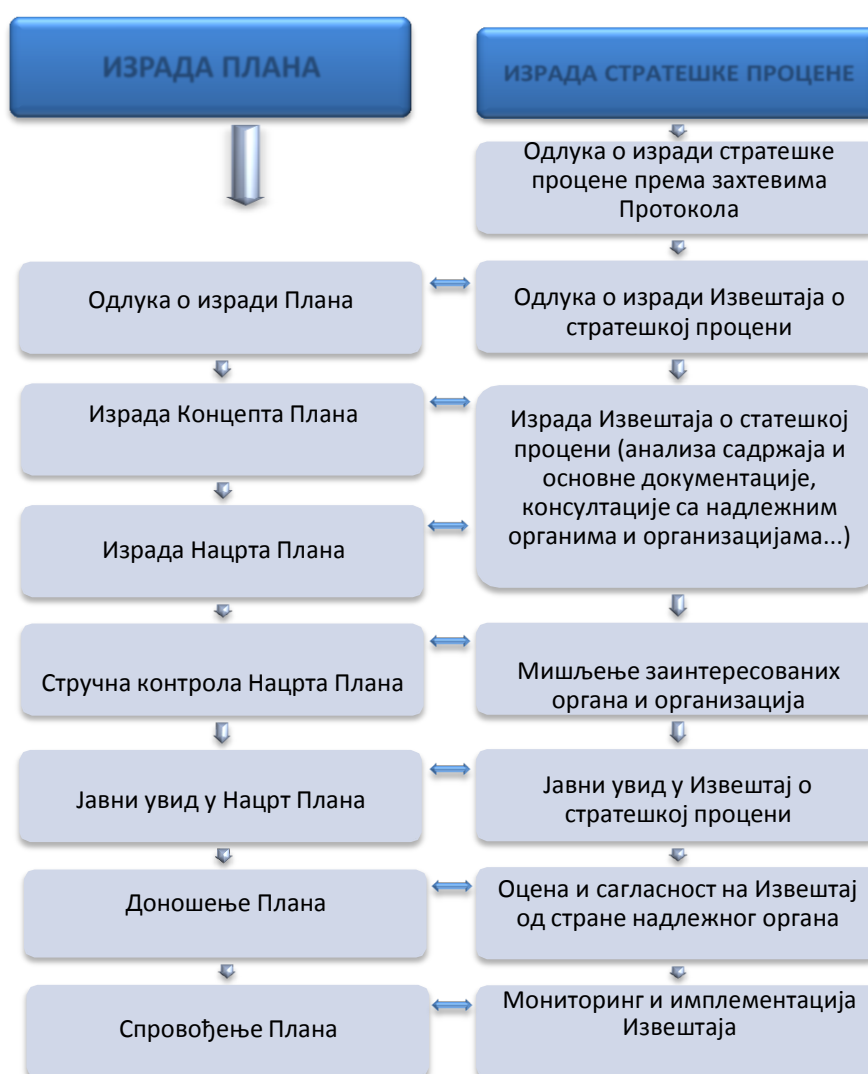 ИЗРАДА ПЛАНА
Одлука о изради Плана
Израда Концепта Плана
Израда Нацрта Плана
Стручна контрола Нацрта Плана
Јавни увид у Нацрт Плана
Доношење Плана
Спровођење Плана
ИЗРАДА СТРАТЕШКЕ ПРОЦЕНЕ
Одлука о изради стратешке
процене према захтевима
Протокола
Одлука о изради Извештаја о
стратешкој процени
Израда Извештаја о статешкој
процени (анализа садржаја и
основне документације,
консултације са надлежним
органима и организацијама...)
Мишљење заинтересованих
органа и организација
Јавни увид у Извештај о
стратешкој процени
Оцена и сагласност на Извештај
од стране надлежног органа
Мониторинг и имплементација
Извештаја